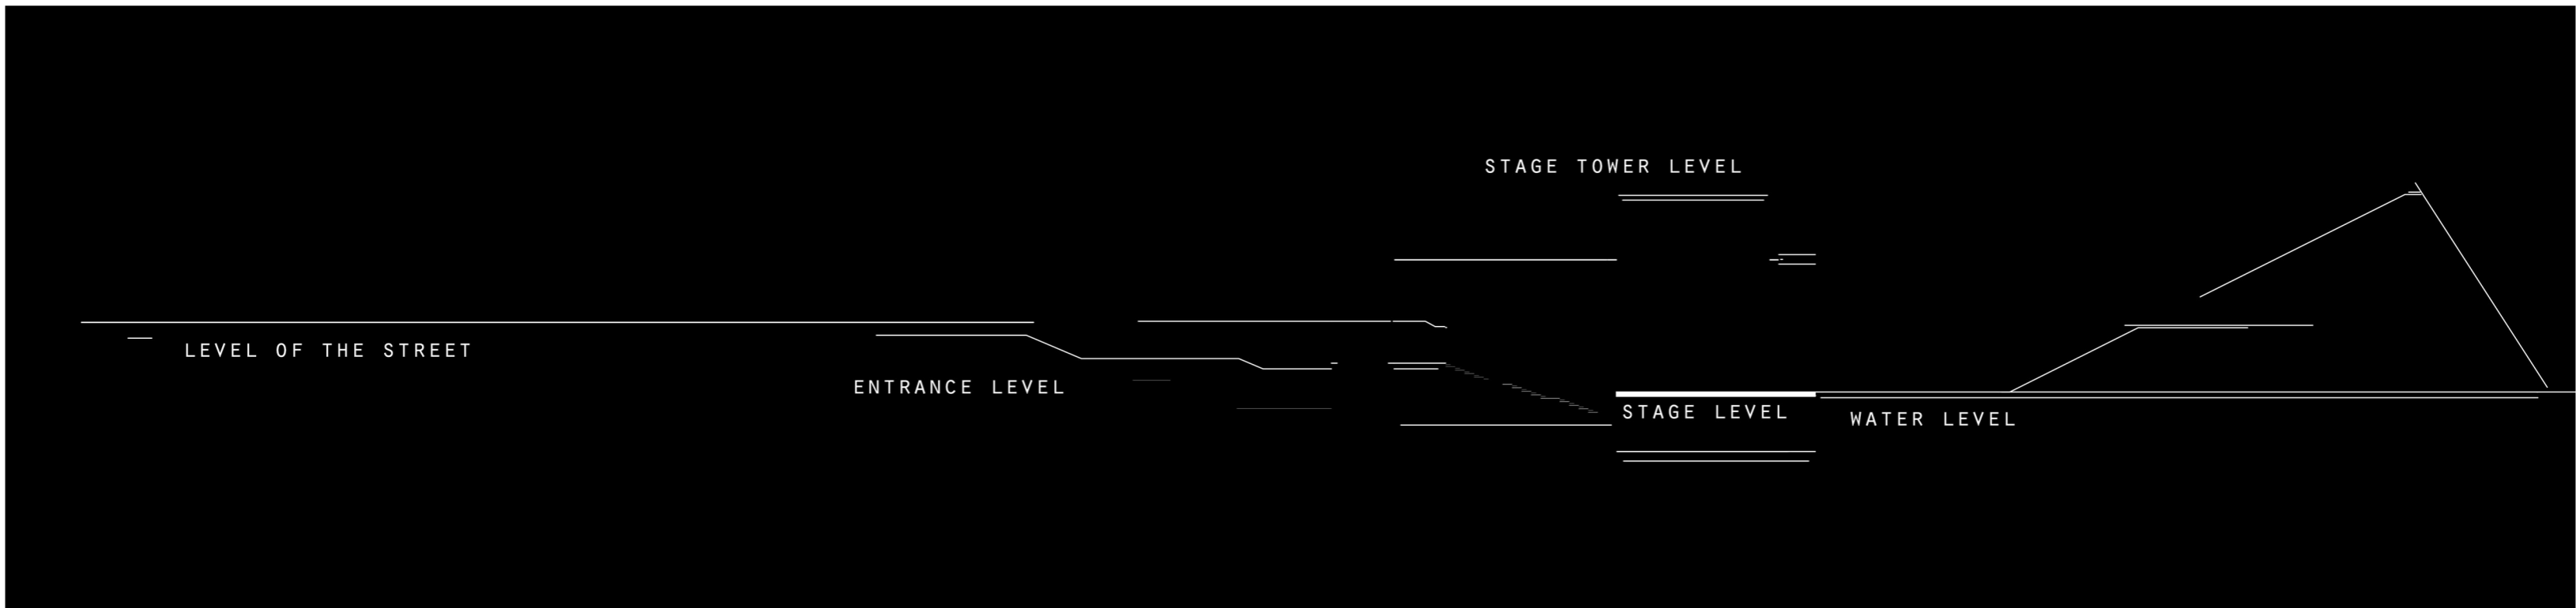 STAGE TOWER LEVEL
LEVEL OF THE STREET
ENTRANCE LEVEL
STAGE LEVEL
WATER LEVEL